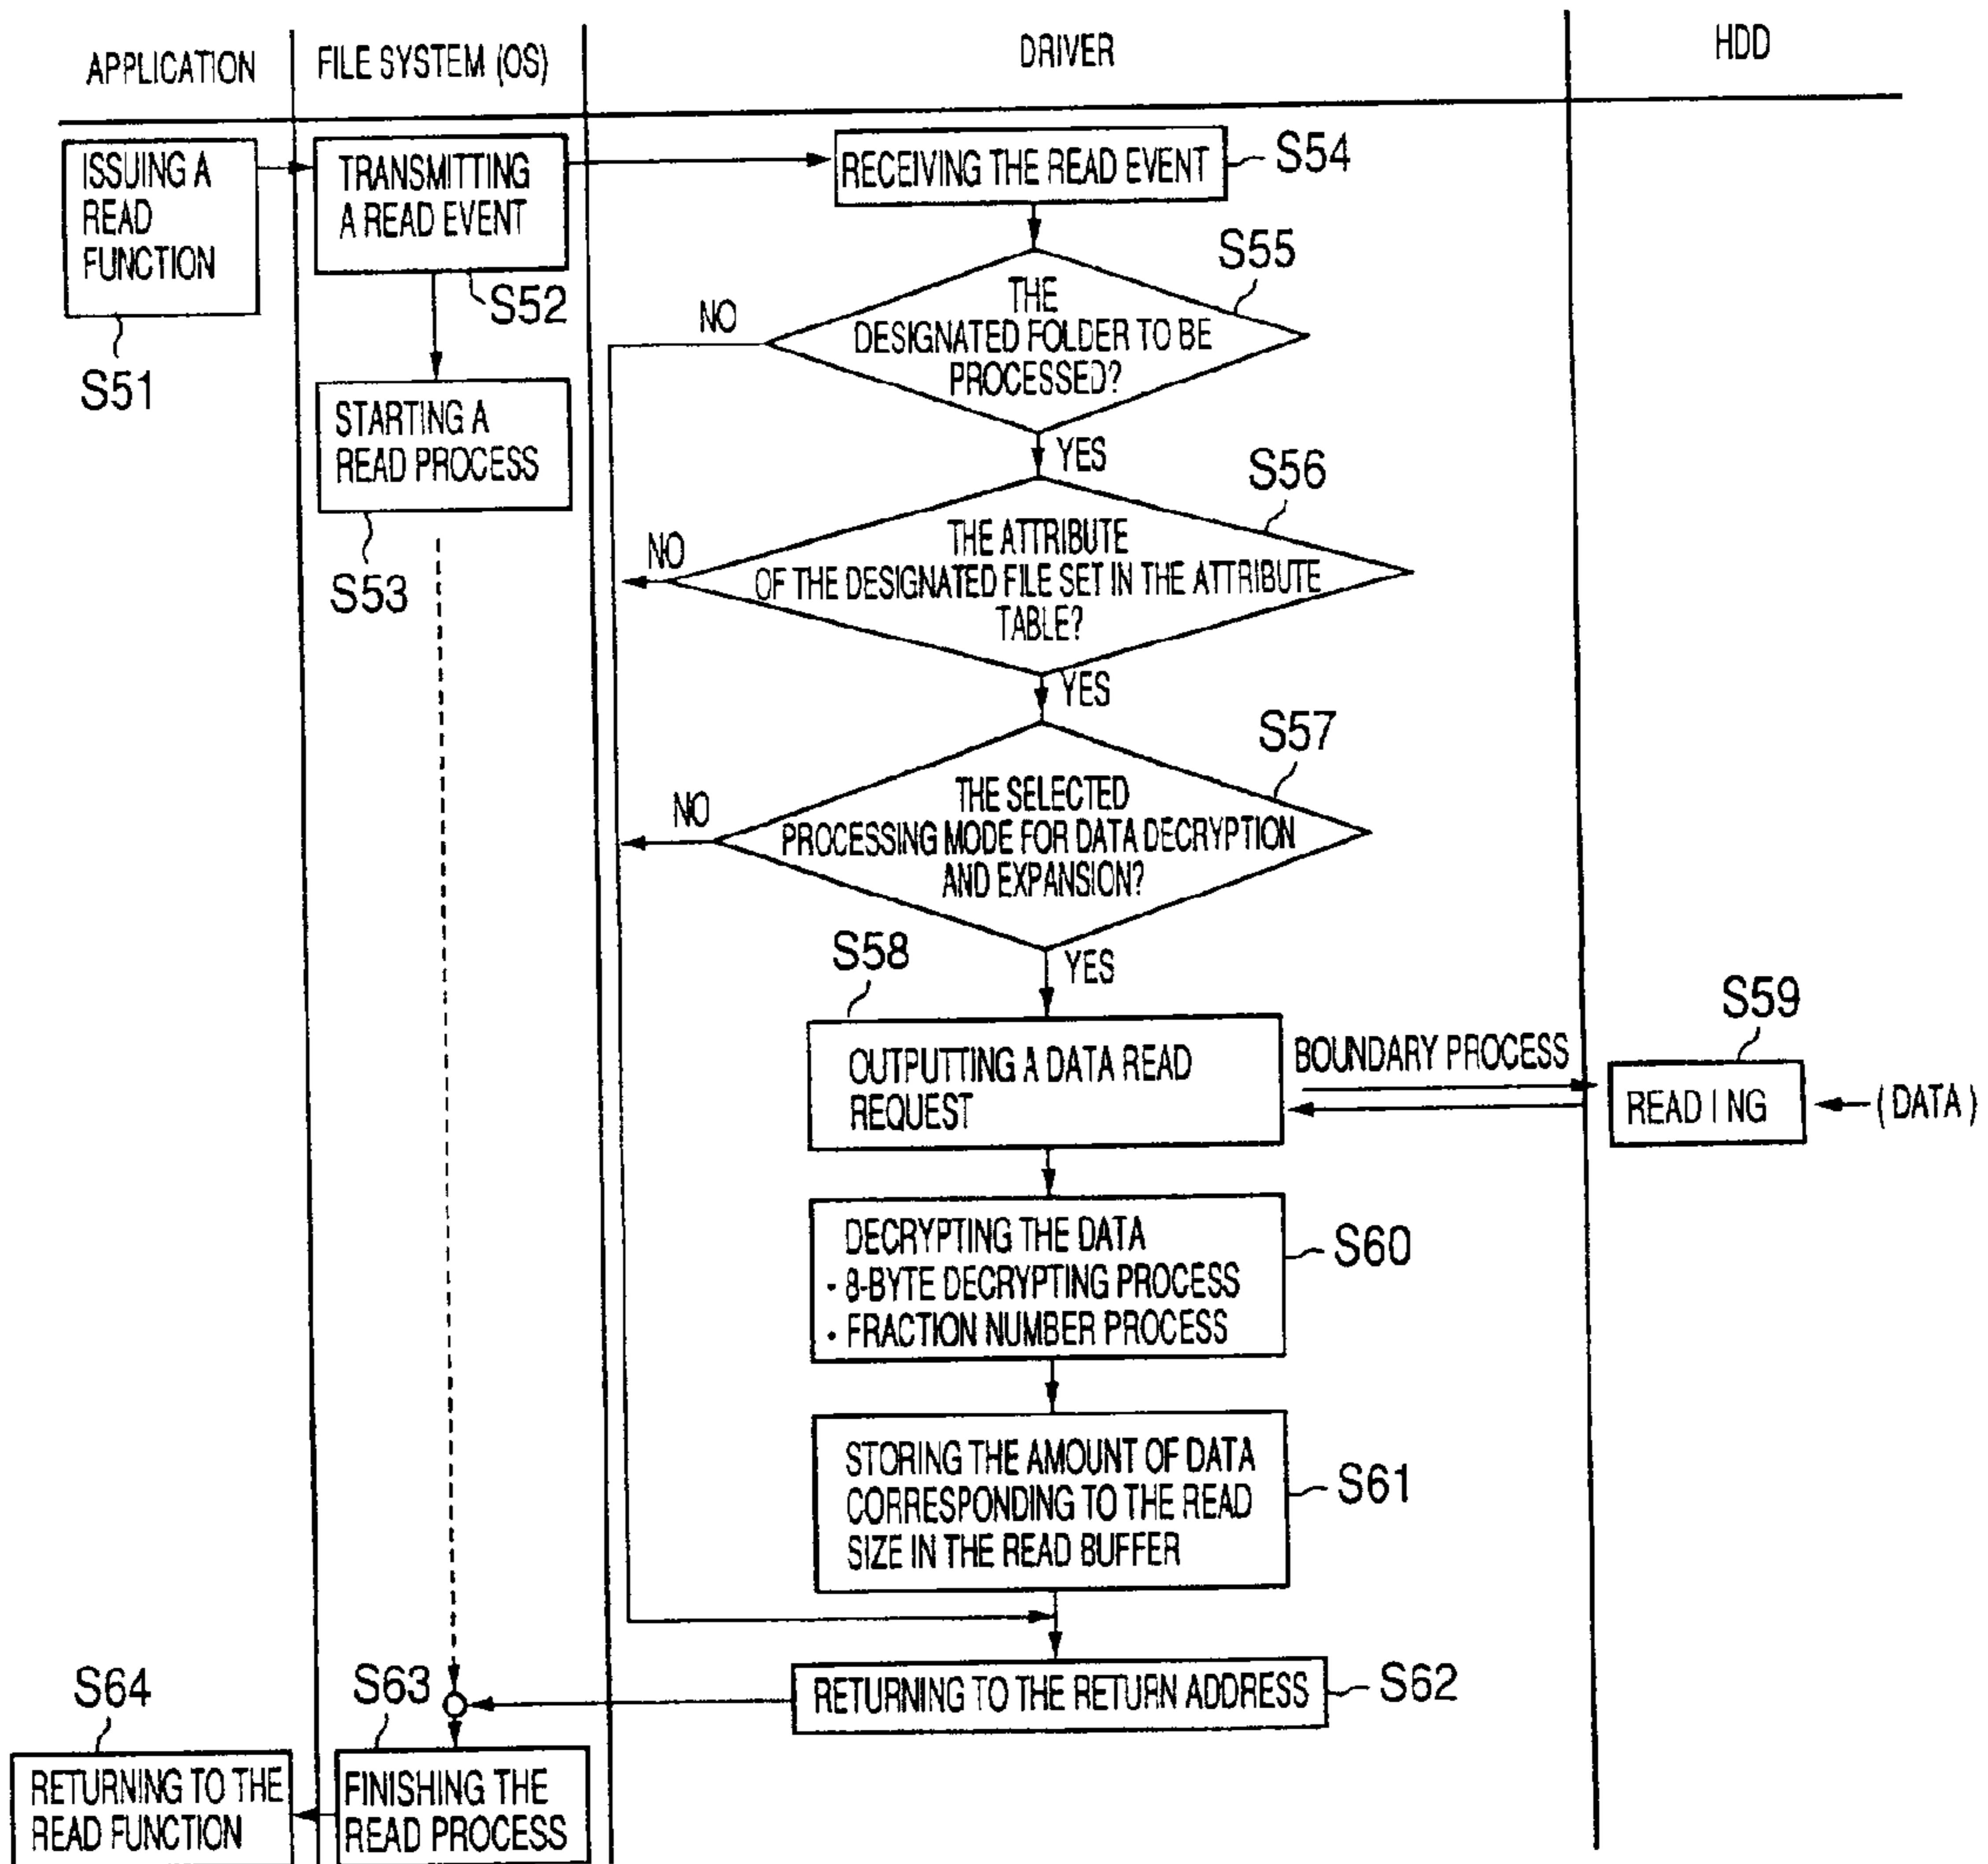 APPLICATION
FILE SYSTEM (OS)
DRIVER
HDD
ISSUING A
READ
FUNCTION
S51
TRANSMITTING
A READ EVENT
S52
STARTING A
READ PROCESS
S53
RECEIVING THE READ EVENT
S54
S55
THE
DESIGNATED FOLDER TO BE
PROCESSED?
NO
YES
S56
THE ATTRIBUTE
OF THE DESIGNATED FILE SET IN THE ATTRIBUTE
TABLE?
NO
YES
S57
THE SELECTED
PROCESSING MODE FOR DATA DECRYPTION
AND EXPANSION?
NO
YES
S58
OUTPUTTING A DATA READ
REQUEST
BOUNDARY PROCESS
S59
READING
(DATA)
DECRYPTING THE DATA
- 8-BYTE DECRYPTING PROCESS
• FRACTION NUMBER PROCESS
S60
STORING THE AMOUNT OF DATA
CORRESPONDING TO THE READ
SIZE IN THE READ BUFFER
S61
RETURNING TO THE RETURN ADDRESS
S62
S63
FINISHING THE
READ PROCESS
S64
RETURNING TO THE
READ FUNCTION